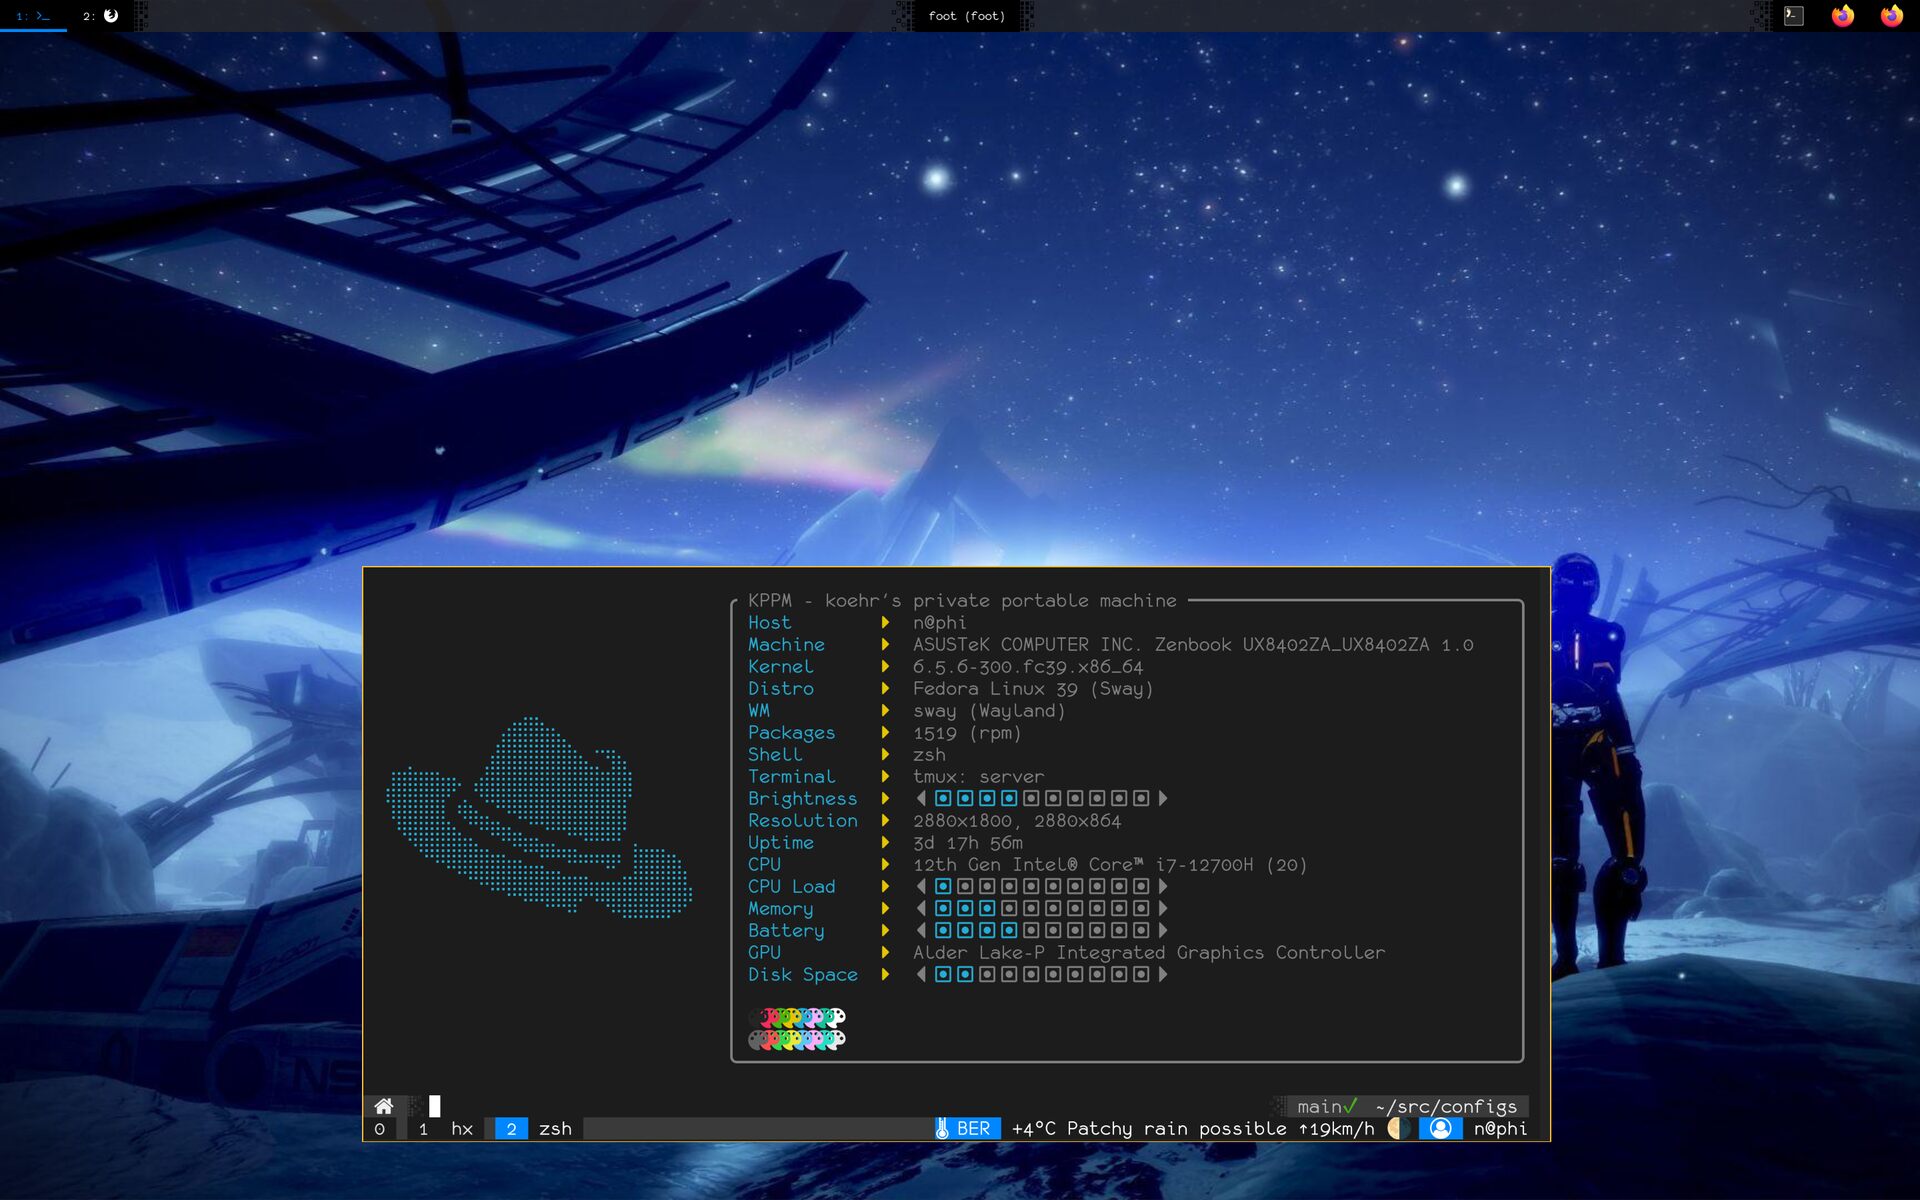 1: >_
2:
foot (foot)
KPPM - koehr's private portable machine
Host n@phi
Machine ASUSTeK COMPUTER INC. Zenbook UX8402ZA_UX8402ZA 1.0
Kernel 6.5.6-300.fc39.x86_64
Distro Fedora Linux 39 (Sway)
WM sway (Wayland)
Packages 1519 (rpm)
Shell zsh
Terminal tmux: server
Brightness
Resolution 2880x1800, 2880x864
Uptime 3d 17h 56m
CPU 12th Gen Intel® Core™ i7-12700H (20)
CPU Load
Memory
Battery
GPU Alder Lake-P Integrated Graphics Controller
Disk Space
main✓ ~/src/configs
0 1 hx 2 zsh BER +4°C Patchy rain possible ↑19km/h n@phi